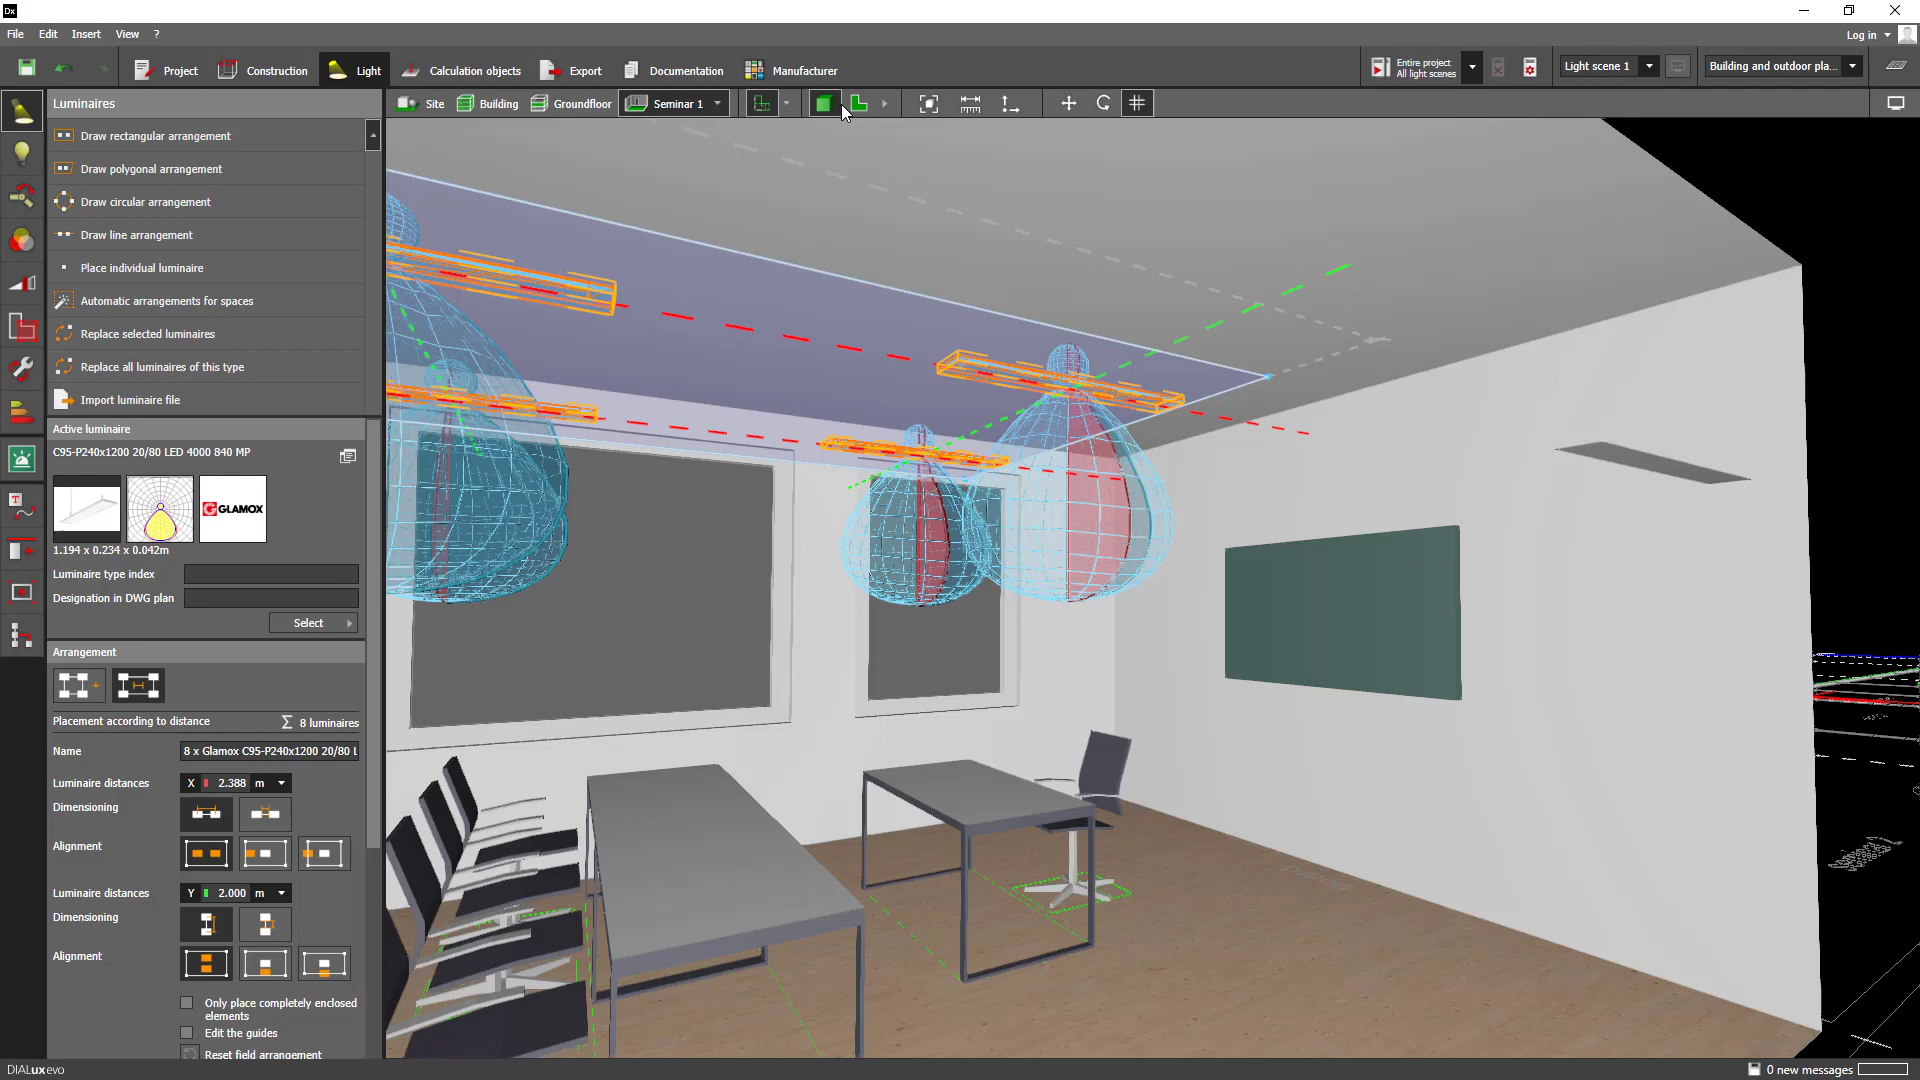 Dx
File Edit Insert View ?
Log in
Project
Construction
Light
Calculation objects
Export
Documentation
Manufacturer
Entire project
All light scenes
Light scene 1
Building and outdoor pla...
Luminaires
Site
Building
Groundfloor
Seminar 1
Draw rectangular arrangement
Draw polygonal arrangement
Draw circular arrangement
Draw line arrangement
Place individual luminaire
Automatic arrangements for spaces
Replace selected luminaires
Replace all luminaires of this type
Import luminaire file
Active luminaire
C95-P240x1200 20/80 LED 4000 840 MP
GLAMOX
1.194 x 0.234 x 0.042m
Luminaire type index
Designation in DWG plan
Select
Arrangement
Placement according to distance
Σ 8 luminaires
Name
8 x Glamox C95-P240x1200 20/80 L
Luminaire distances X 2.388 m
Dimensioning
Alignment
Luminaire distances Y 2.000 m
Dimensioning
Alignment
Only place completely enclosed
elements
Edit the guides
Reset field arrangement
DIALux evo
0 new messages